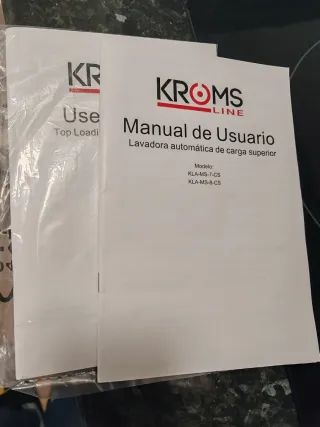 KR
Use
Top Loadi
KROMS
LINE
Manual de Usuario
Lavadora automática de carga superior
Modelo:
KLA-MS-7-CS
KLA-MS-8-CS